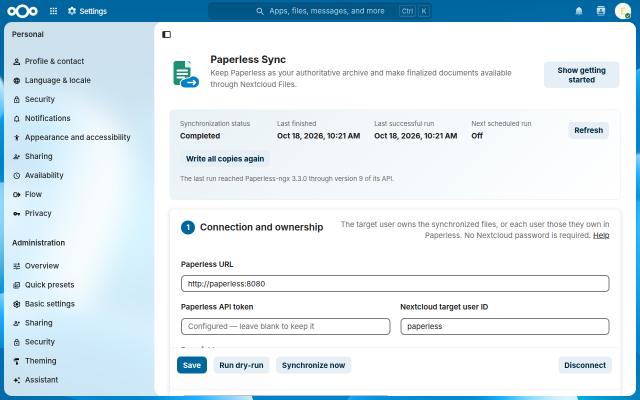 Settings
Apps, files, messages, and more
Ctrl K
Personal
Profile & contact
Language & locale
Security
Notifications
Appearance and accessibility
Sharing
Availability
Flow
Privacy
Administration
Overview
Quick presets
Basic settings
Sharing
Security
Theming
Assistant
Paperless Sync
Keep Paperless as your authoritative archive and make finalized documents available
through Nextcloud Files.
Show getting
started
Synchronization status
Completed
Last finished
Oct 18, 2026, 10:21 AM
Last successful run
Oct 18, 2026, 10:21 AM
Next scheduled run
Off
Refresh
Write all copies again
The last run reached Paperless-ngx 3.3.0 through version 9 of its API.
1 Connection and ownership
The target user owns the synchronized files, or each user those they own in
Paperless. No Nextcloud password is required. Help
Paperless URL
http://paperless:8080
Paperless API token
Configured — leave blank to keep it
Nextcloud target user ID
paperless
Save
Run dry-run
Synchronize now
Disconnect